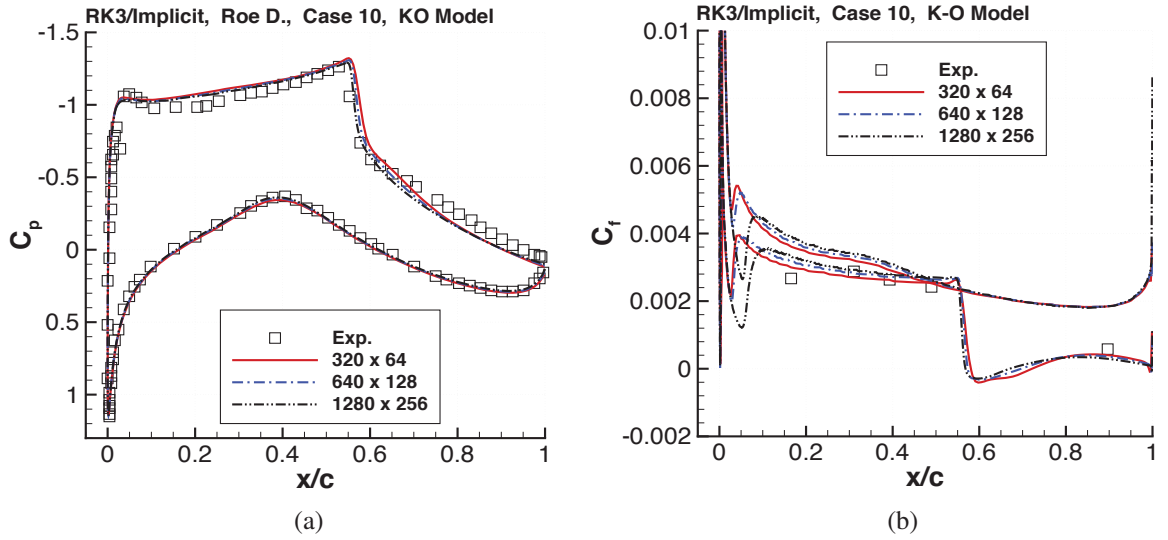 RK3/Implicit, Roe D., Case 10, KO Model
-1.5
-1
-0.5
0
0.5
1
Cp
Exp.
320 x 64
640 x 128
1280 x 256
0 0.2 0.4 0.6 0.8 1
x/c
(a)
RK3/Implicit, Case 10, K-O Model
0.01
0.008
0.006
0.004
0.002
0
-0.002
Cf
Exp.
320 x 64
640 x 128
1280 x 256
0 0.2 0.4 0.6 0.8 1
x/c
(b)